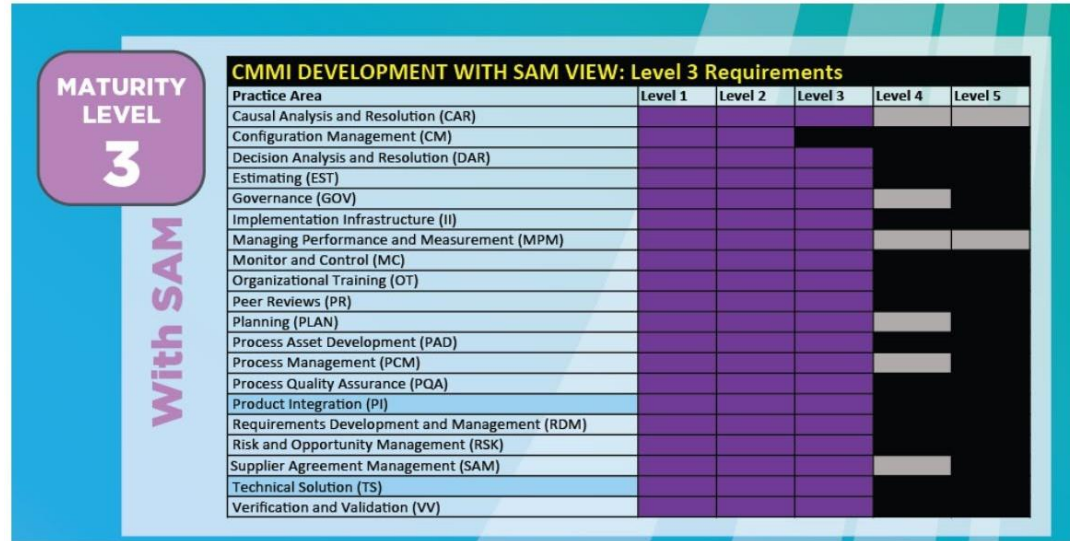 MATURITY
LEVEL
3
With SAM
CMMI DEVELOPMENT WITH SAM VIEW: Level 3 Requirements
Practice Area Level 1 Level 2 Level 3 Level 4 Level 5
Causal Analysis and Resolution (CAR)
Configuration Management (CM)
Decision Analysis and Resolution (DAR)
Estimating (EST)
Governance (GOV)
Implementation Infrastructure (II)
Managing Performance and Measurement (MPM)
Monitor and Control (MC)
Organizational Training (OT)
Peer Reviews (PR)
Planning (PLAN)
Process Asset Development (PAD)
Process Management (PCM)
Process Quality Assurance (PQA)
Product Integration (PI)
Requirements Development and Management (RDM)
Risk and Opportunity Management (RSK)
Supplier Agreement Management (SAM)
Technical Solution (TS)
Verification and Validation (VV)